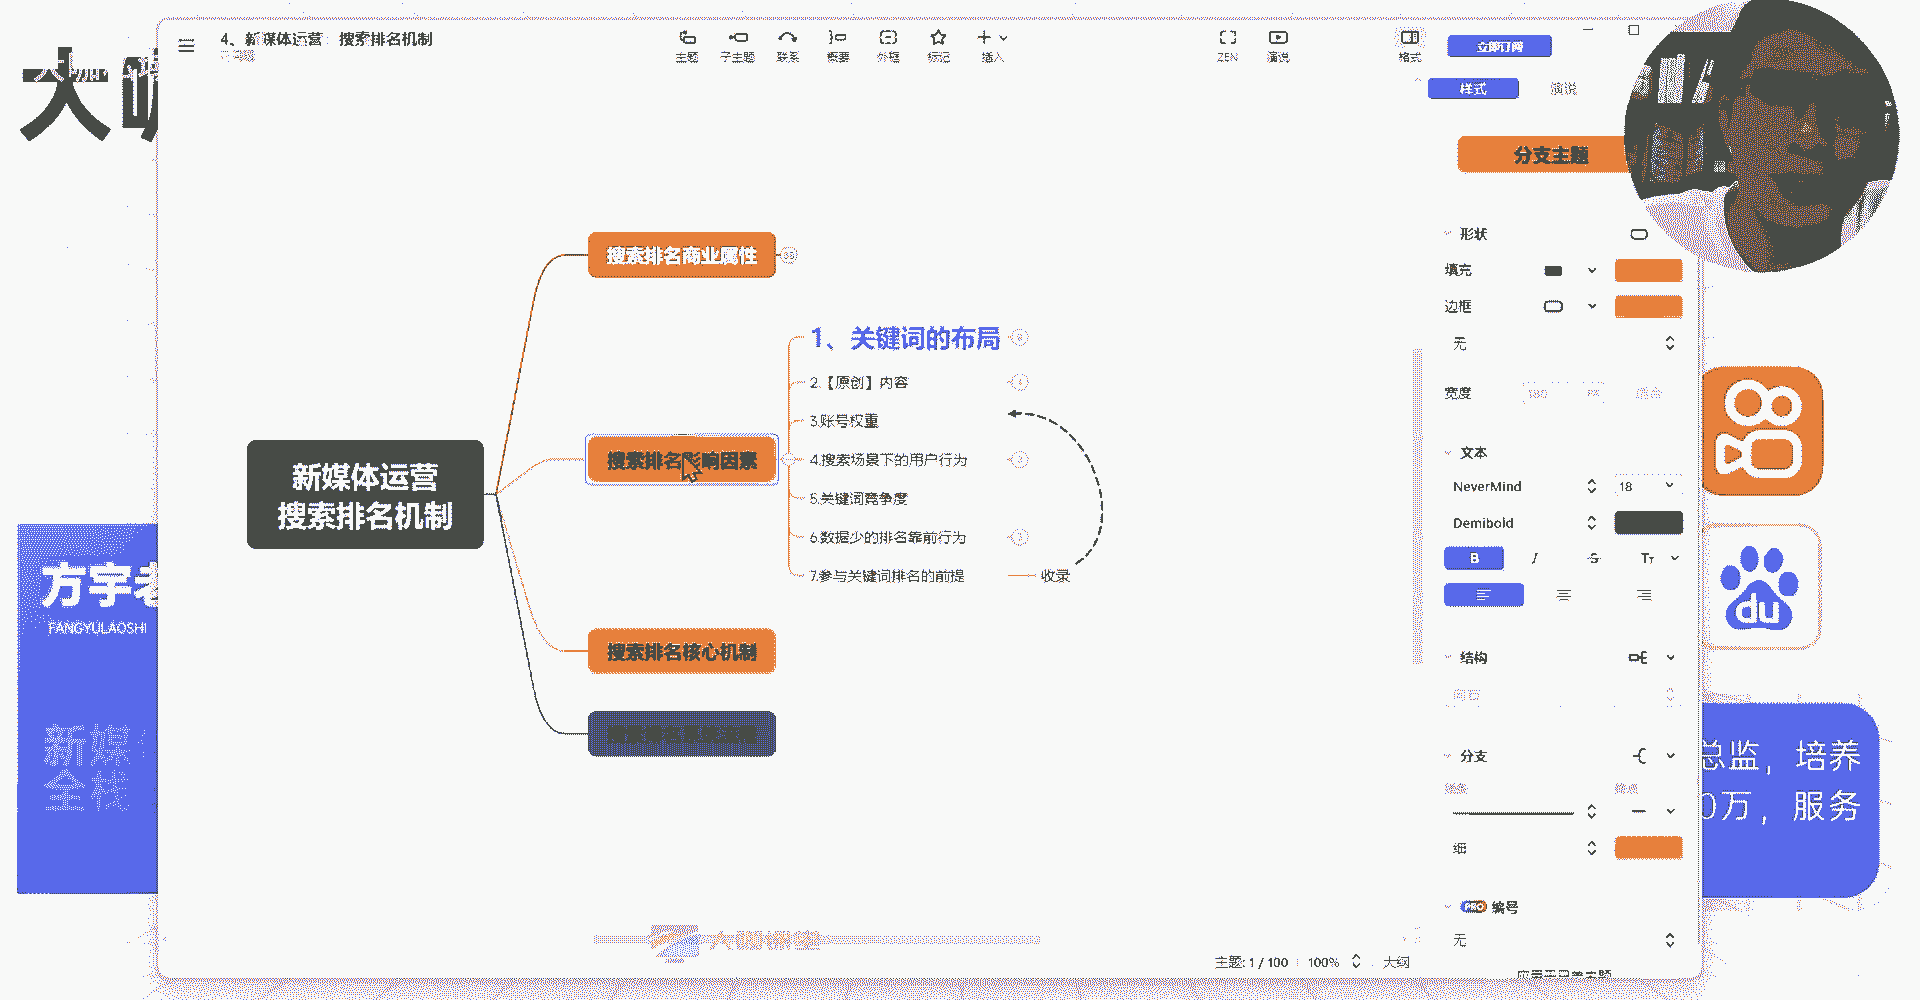 4、新媒体运营：搜索排名机制
主题
子主题
联系
概要
外框
标记
插入
ZEN
演说
格式
立即订阅
样式
演说
分支主题
搜索排名商业属性
形状
填充
边框
无
1、关键词的布局
2.【原创】内容
3.账号权重
4.搜索场景下的用户行为
5.关键词竞争度
6.数据少的排名靠前行为
7.参与关键词排名的前提
收录
搜索排名影响因素
新媒体运营
搜索排名机制
搜索排名核心机制
宽度
文本
NeverMind
18
Demibold
B
I
S
Tт
结构
分支
细
PRO 编号
无
主题: 1 / 100
100%
大纲
方宇老
FANGYULAOSHI
新媒
全栈
du
总监，培养
0万，服务